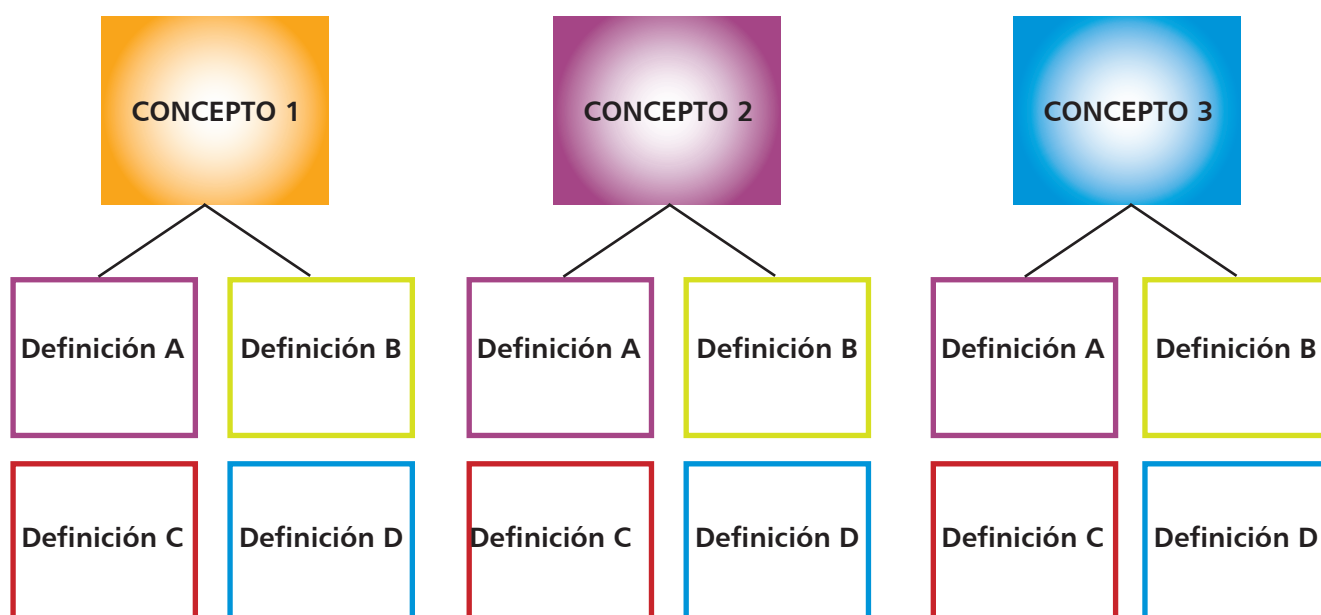 CONCEPTO 1
CONCEPTO 2
CONCEPTO 3
Definición A
Definición B
Definición A
Definición B
Definición A
Definición B
Definición C
Definición D
Definición C
Definición D
Definición C
Definición D